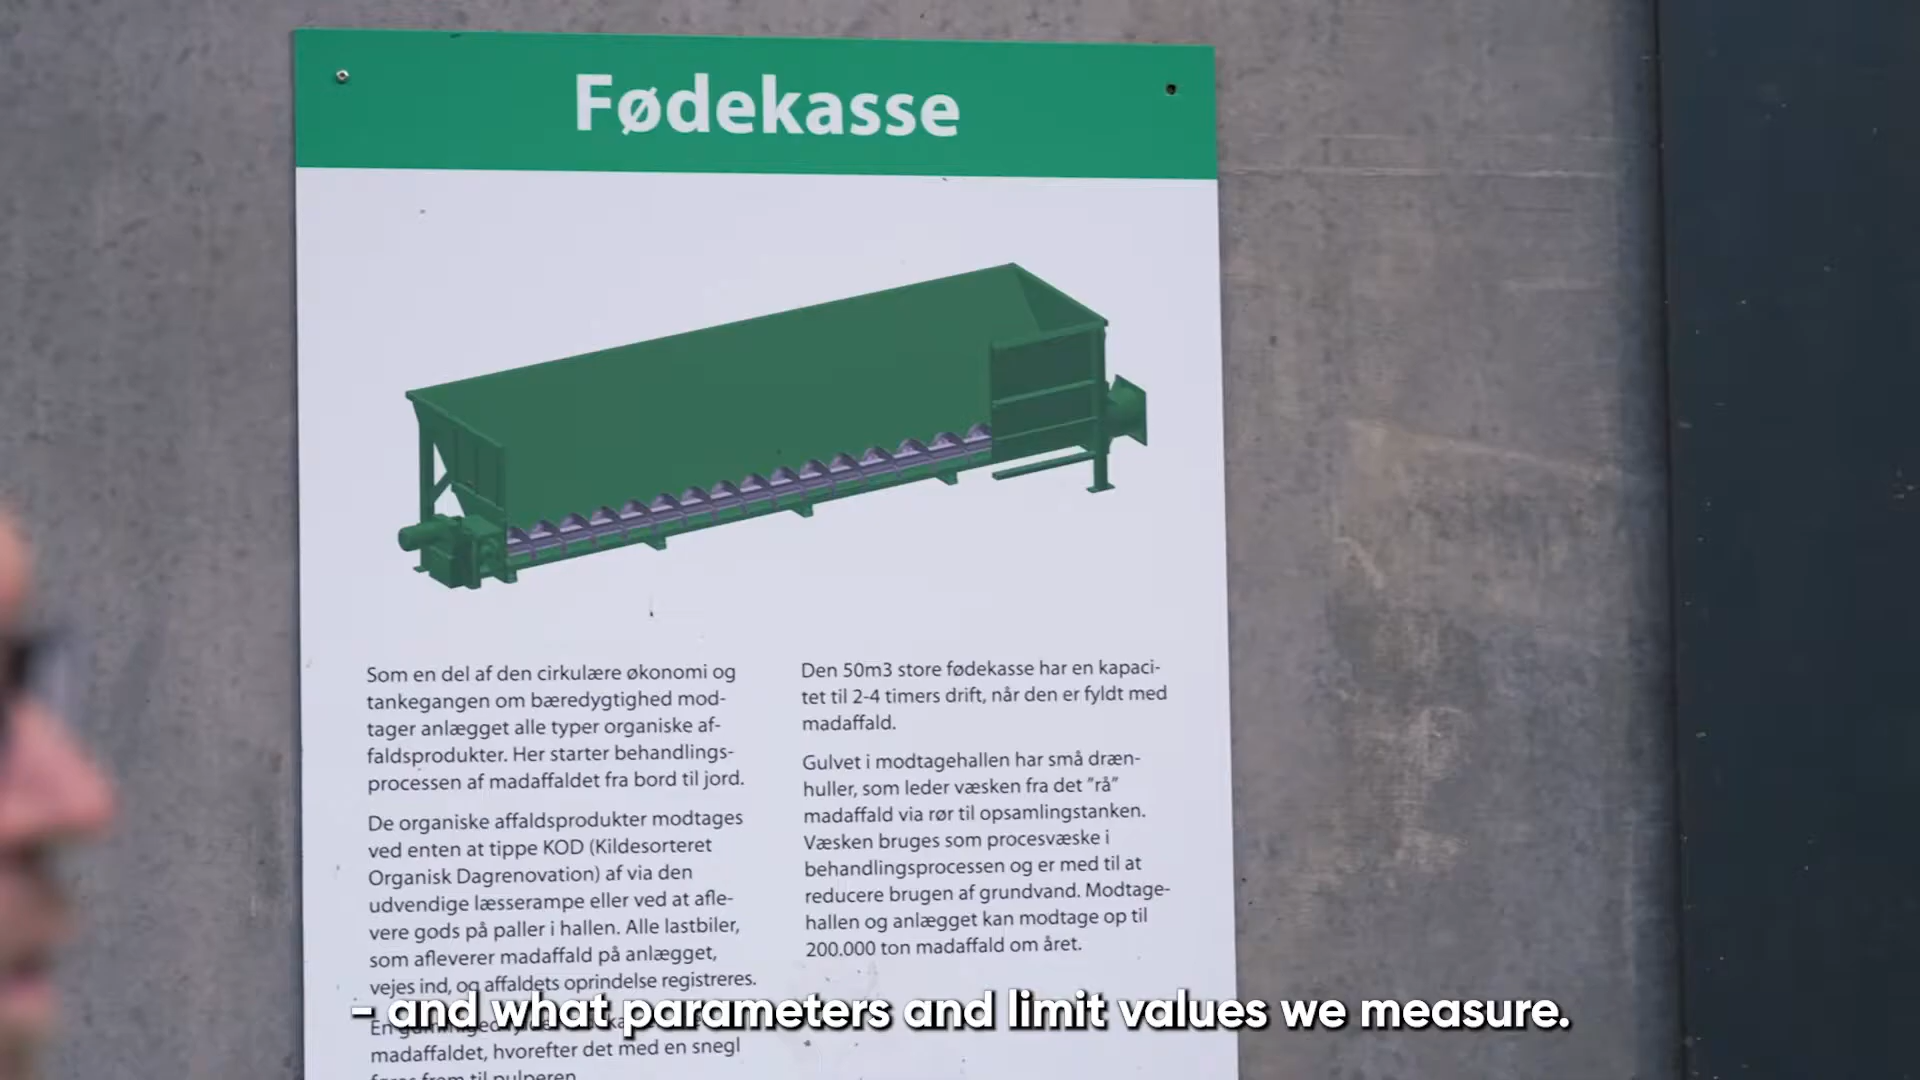 Fødekasse
Som en del af den cirkulære økonomi og
tankegangen om bæredygtighed mod-
tager anlægget alle typer organiske af-
faldsprodukter. Her starter behandlings-
processen af madaffaldet fra bord til jord.
De organiske affaldsprodukter modtages
ved enten at tippe KOD (Kildesorteret
Organisk Dagrenovation) af via den
udvendige læsserampe eller ved at afle-
vere gods på paller i hallen. Alle lastbiler,
som afleverer madaffald på anlægget,
vejes ind, og affaldets oprindelse registreres.
En
madaffaldet, hvorefter det med en snegl
frem til pulperen
Den 50m3 store fødekasse har en kapaci-
tet til 2-4 timers drift, når den er fyldt med
madaffald.
Gulvet i modtagehallen har små dræn-
huller, som leder væsken fra det "rå"
madaffald via rør til opsamlingstanken.
Væsken bruges som procesvæske i
behandlingsprocessen og er med til at
reducere brugen af grundvand. Modtage-
hallen og anlægget kan modtage op til
200.000 ton madaffald om året.
- and what parameters and limit values we measure.